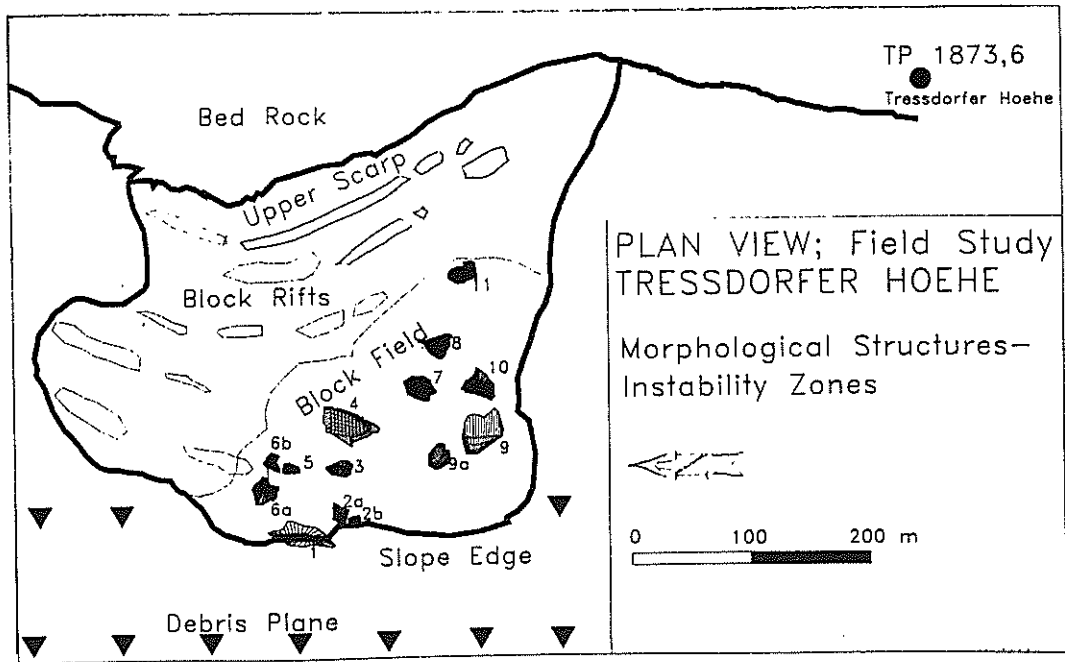 TP 1873,6
Tressdorfer Hoehe
Bed Rock
Upper Scarp
Block Rifts
Block Field
11
8
7
10
4
9
9a
6b
5
3
6a
2a
2b
1
Slope Edge
Debris Plane
PLAN VIEW; Field Study
TRESSDORFER HOEHE
Morphological Structures-
Instability Zones
0 100 200 m